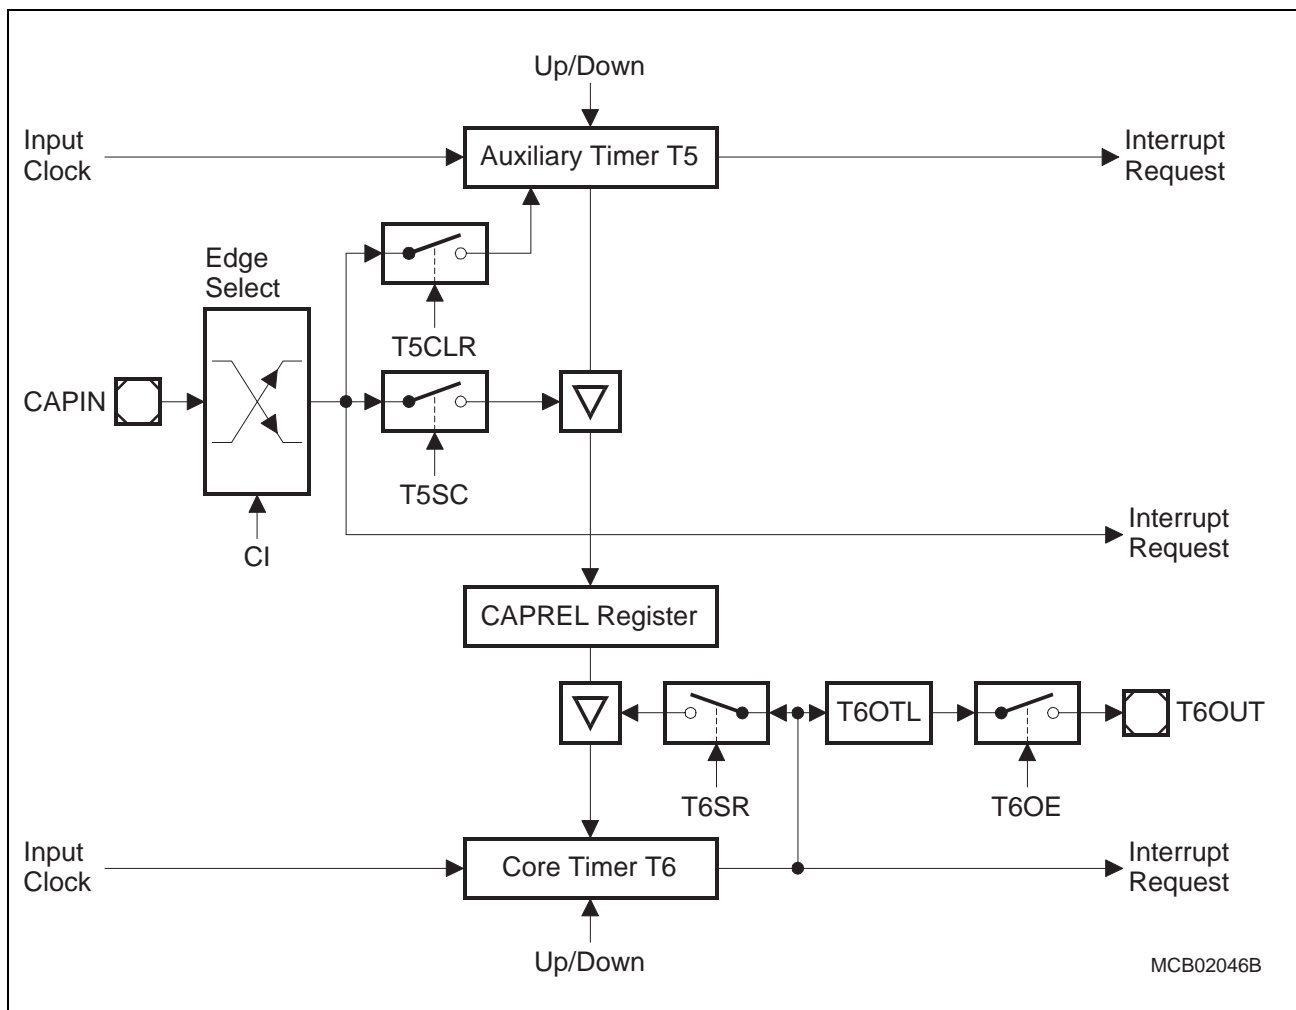 Up/Down
Input
Clock
Auxiliary Timer T5
Interrupt
Request
Edge
Select
T5CLR
CAPIN
T5SC
CI
Interrupt
Request
CAPREL Register
T6OTL
T6OUT
T6SR
T6OE
Input
Clock
Core Timer T6
Interrupt
Request
Up/Down
MCB02046B